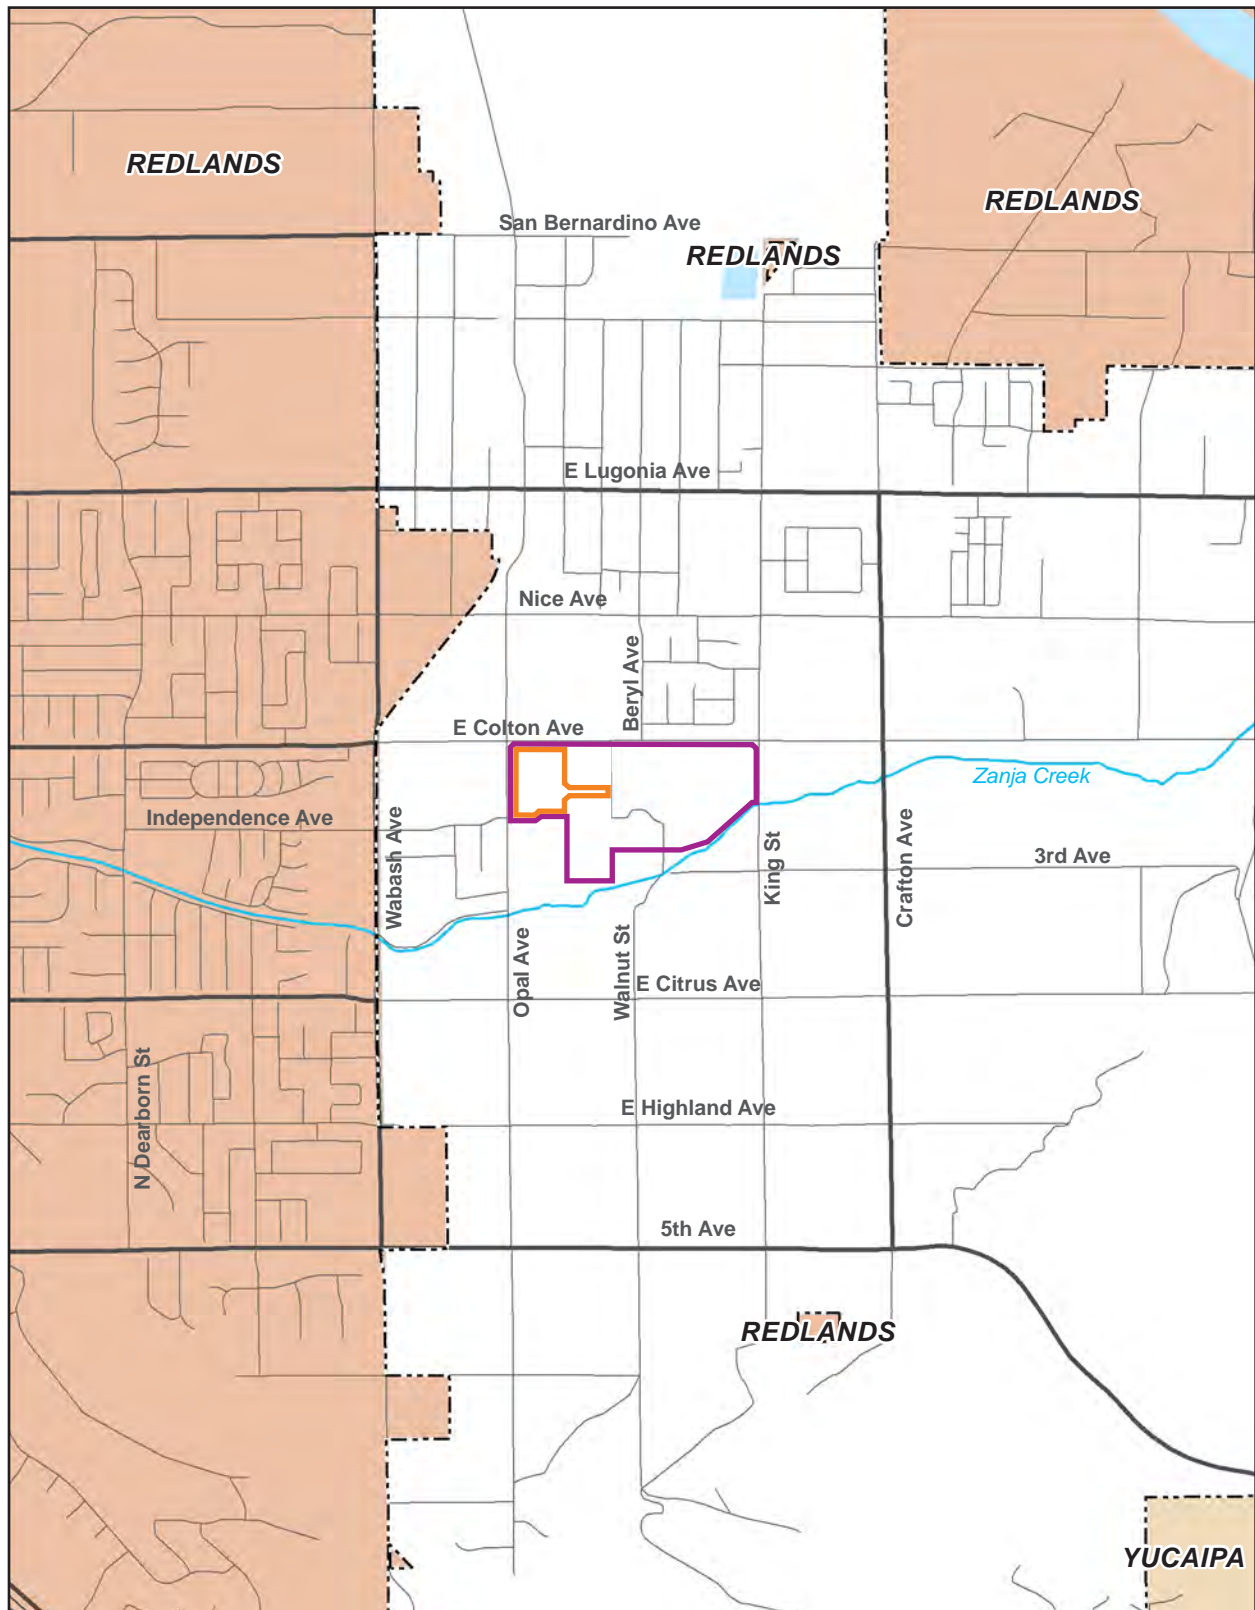 REDLANDS
REDLANDS
San Bernardino Ave
REDLANDS
E Lugonia Ave
Nice Ave
Beryl Ave
E Colton Ave
Zanja Creek
Independence Ave
Wabash Ave
King St
3rd Ave
Crafton Ave
Opal Ave
Walnut St
E Citrus Ave
N Dearborn St
E Highland Ave
5th Ave
REDLANDS
YUCAIPA